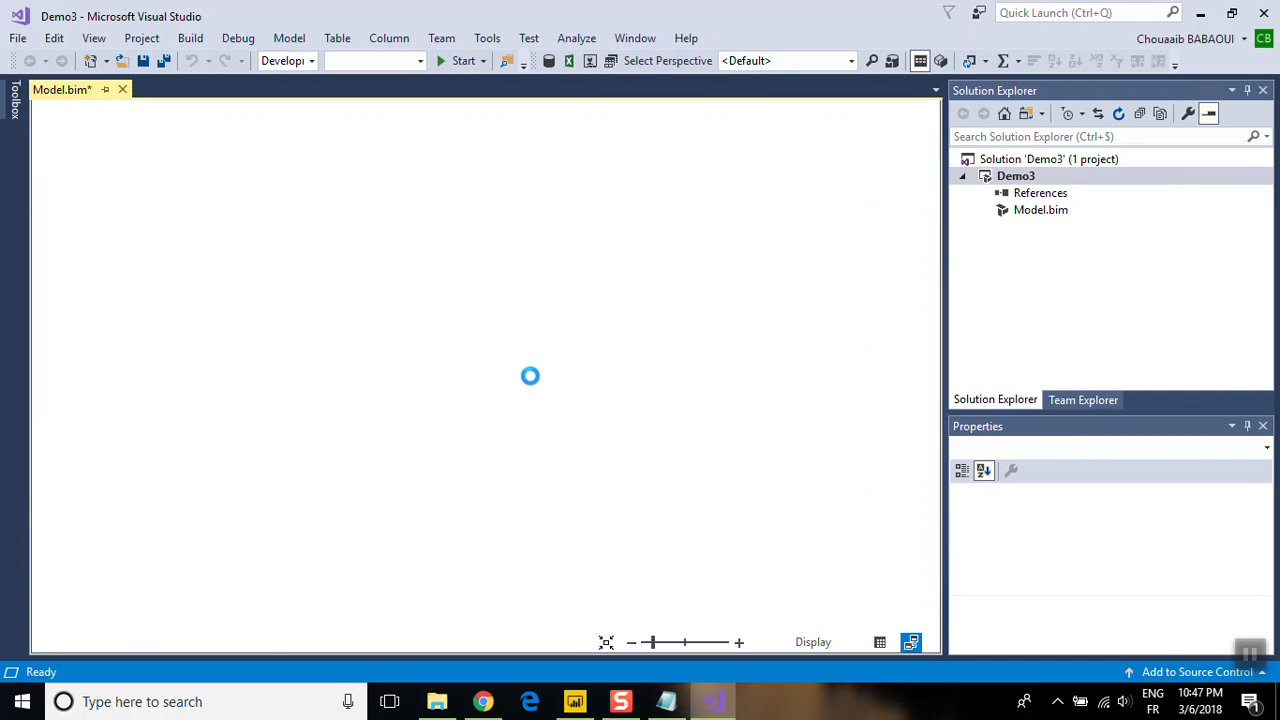 Demo3 - Microsoft Visual Studio
Quick Launch (Ctrl+Q)
File Edit View Project Build Debug Model Table Column Team Tools Test Analyze Window Help
Chouaaib BABAOUI CB
Developi
Start
Select Perspective
<Default>
Toolbox
Model.bim*
Solution Explorer
Search Solution Explorer (Ctrl+$)
Solution 'Demo3' (1 project)
Demo3
References
Model.bim
Solution Explorer Team Explorer
Properties
Display
Ready
Add to Source Control
Type here to search
ENG
FR
10:47 PM
3/6/2018
1